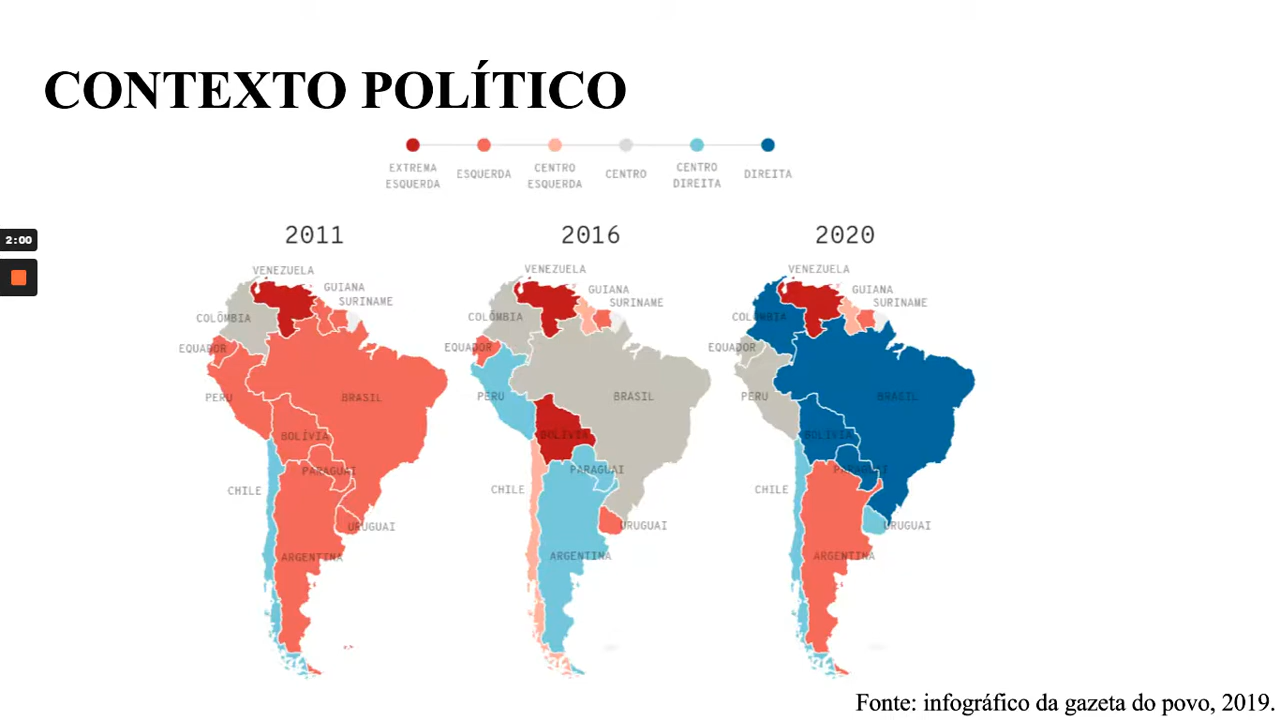 CONTEXTO POLÍTICO
EXTREMA
ESQUERDA
ESQUERDA
CENTRO
ESQUERDA
CENTRO
CENTRO
DIREITA
DIREITA
2:00
2011
2016
2020
VENEZUELA
GUIANA
SURINAME
COLÔMBIA
EQUADOR
PERU
BRASIL
BOLÍVIA
PARAGUAI
CHILE
URUGUAI
ARGENTINA
VENEZUELA
GUIANA
SURINAME
COLÔMBIA
EQUADOR
PERU
BRASIL
BOLÍVIA
PARAGUAI
CHILE
URUGUAI
ARGENTINA
VENEZUELA
GUIANA
SURINAME
COLÔMBIA
EQUADOR
PERU
BRASIL
BOLÍVIA
PARAGUAI
CHILE
URUGUAI
ARGENTINA
Fonte: infográfico da gazeta do povo, 2019.